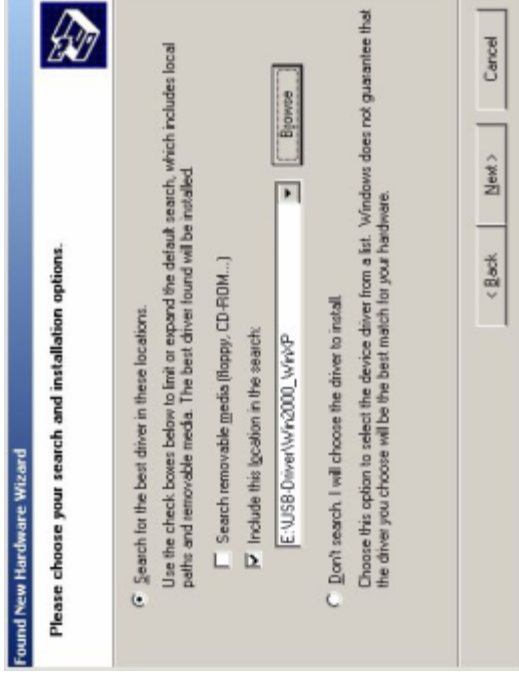 Found New Hardware Wizard
Please choose your search and installation options.
Search for the best driver in these locations.
Use the check boxes below to limit or expand the default search, which includes local
paths and removable media. The best driver found will be installed.
Search removable media (floppy, CD-ROM...)
Include this location in the search:
E:\USB-Driver\Win2000_WinXP
Browse
Don't search. I will choose the driver to install.
Choose this option to select the device driver from a list. Windows does not guarantee that
the driver you choose will be the best match for your hardware.
< Back
Next >
Cancel